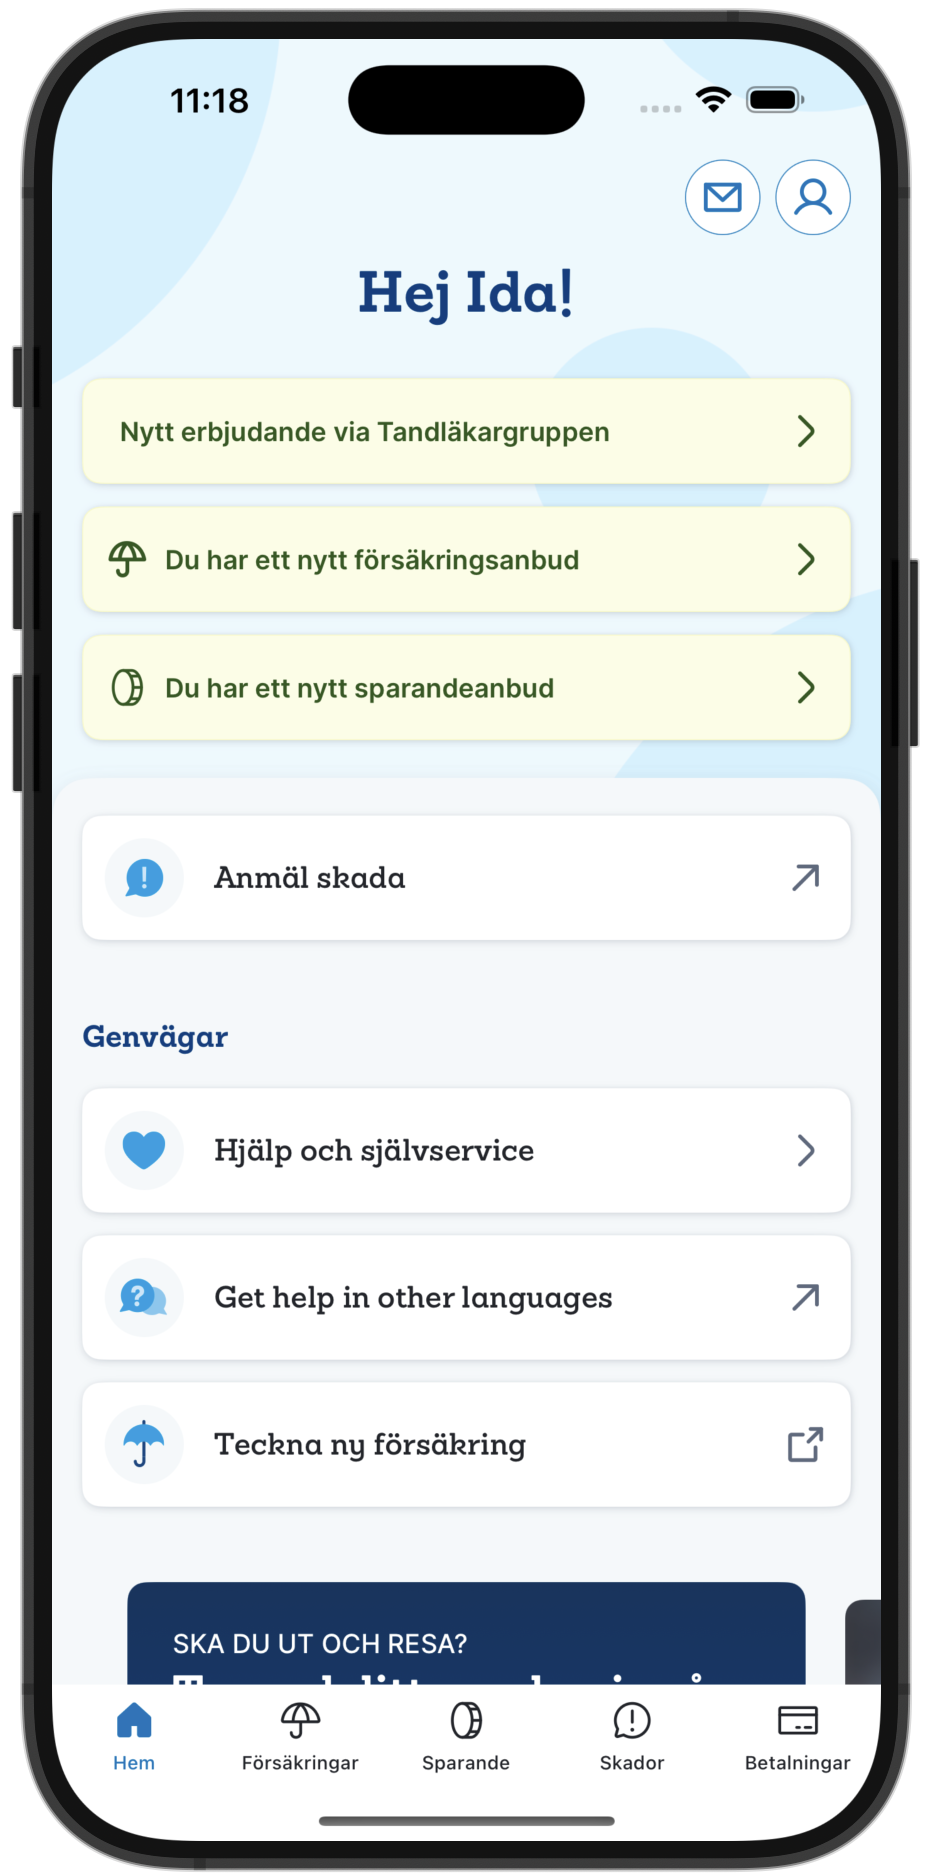 11:18
Hej Ida!
Nytt erbjudande via Tandläkargruppen
Du har ett nytt försäkringsanbud
Du har ett nytt sparandeanbud
Anmäl skada
Genvägar
Hjälp och självservice
Get help in other languages
Teckna ny försäkring
SKA DU UT OCH RESA?
Hem
Försäkringar
Sparande
Skador
Betalningar